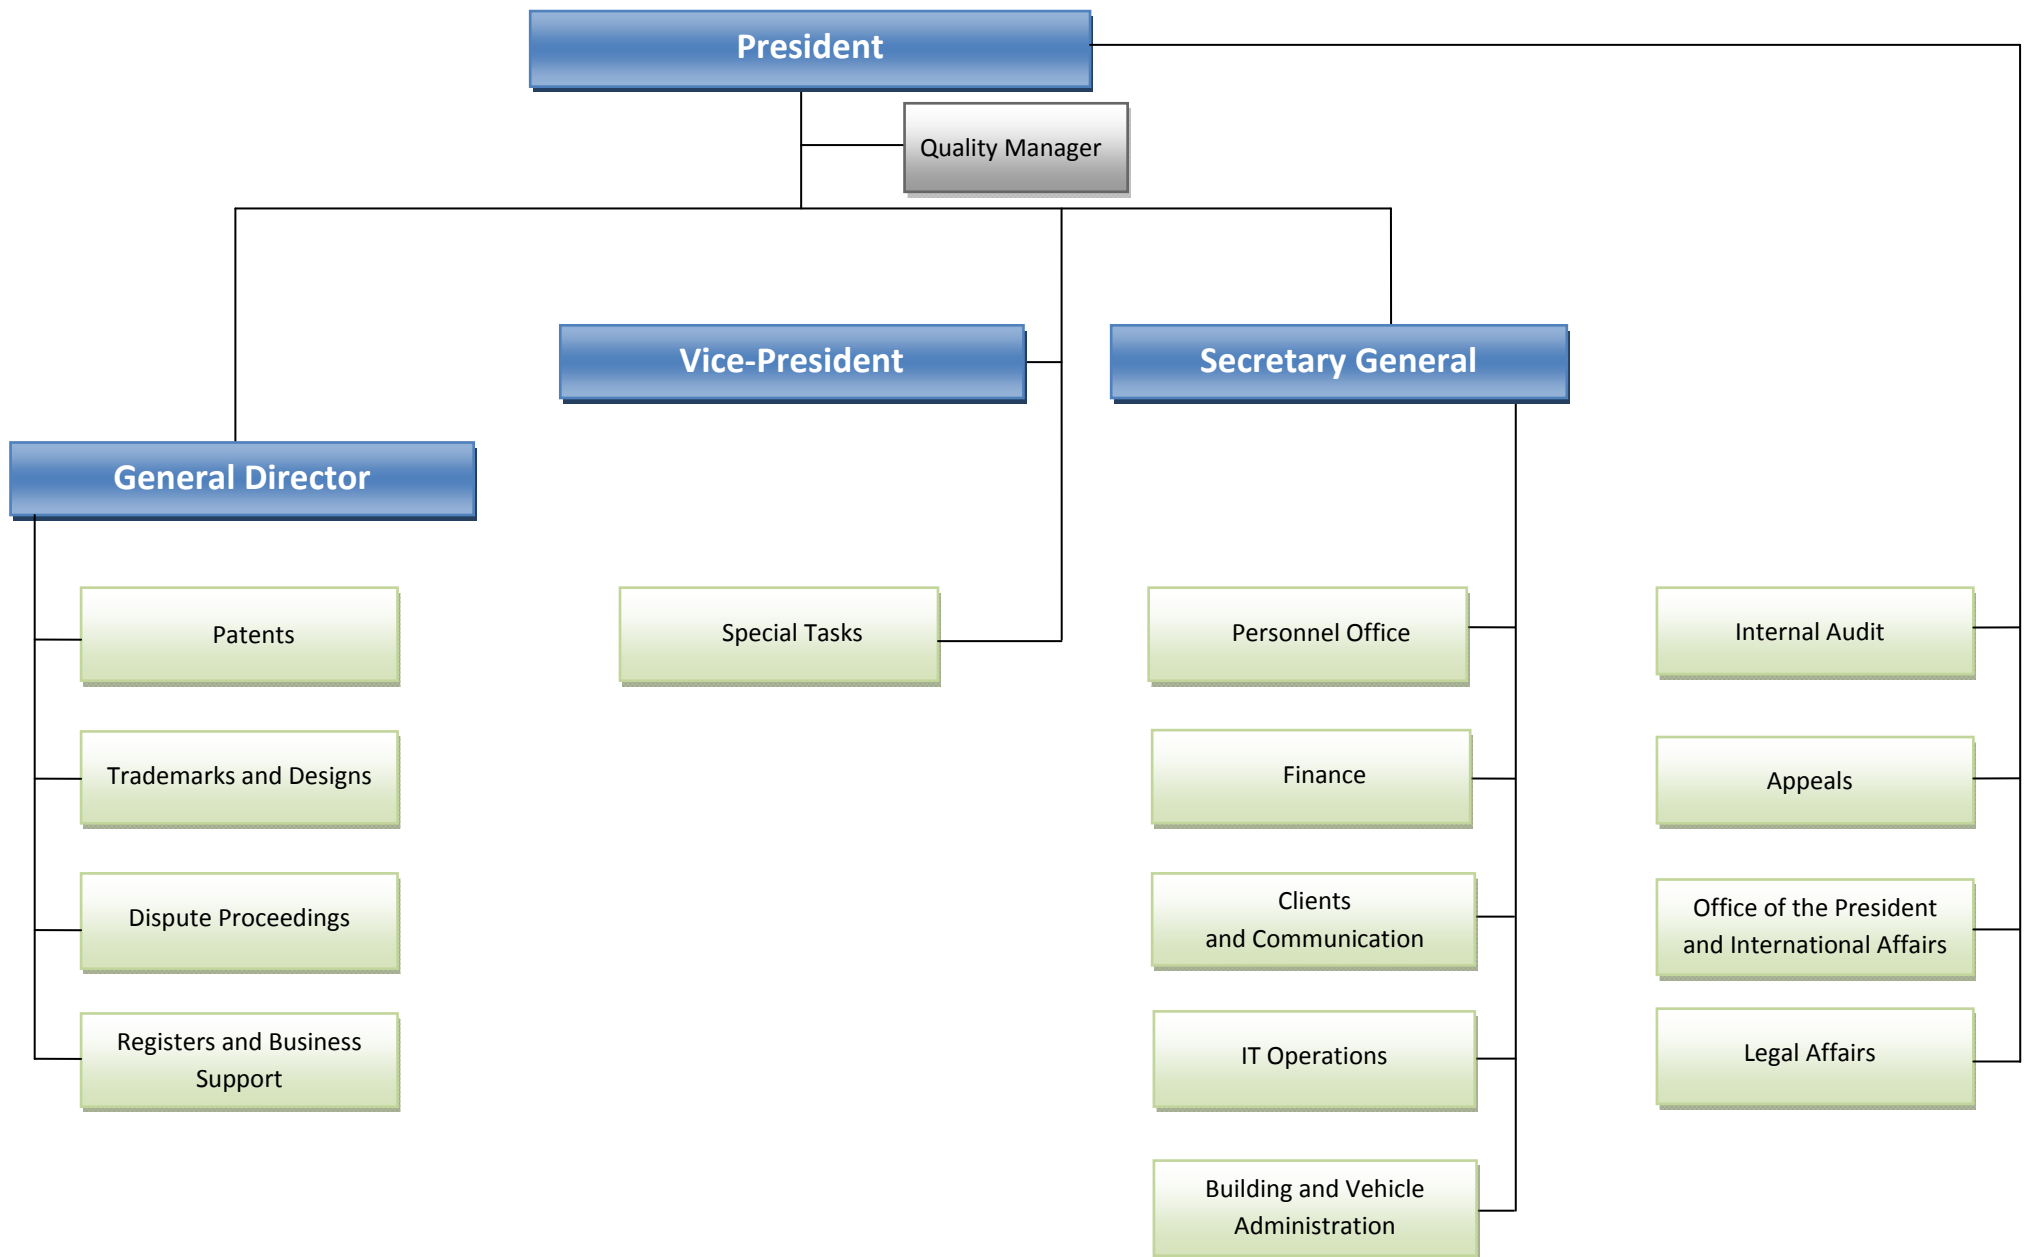 President
Quality Manager
Vice-President
Secretary General
General Director
Patents
Special Tasks
Personnel Office
Internal Audit
Trademarks and Designs
Finance
Appeals
Dispute Proceedings
Clients
and Communication
Office of the President
and International Affairs
Registers and Business
Support
IT Operations
Legal Affairs
Building and Vehicle
Administration